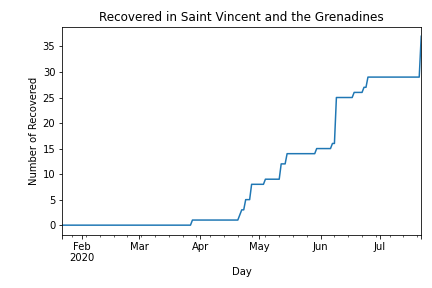 Recovered in Saint Vincent and the Grenadines
Number of Recovered
35
30
25
20
15
10
5
0
Feb Mar Apr May Jun Jul
2020
Day